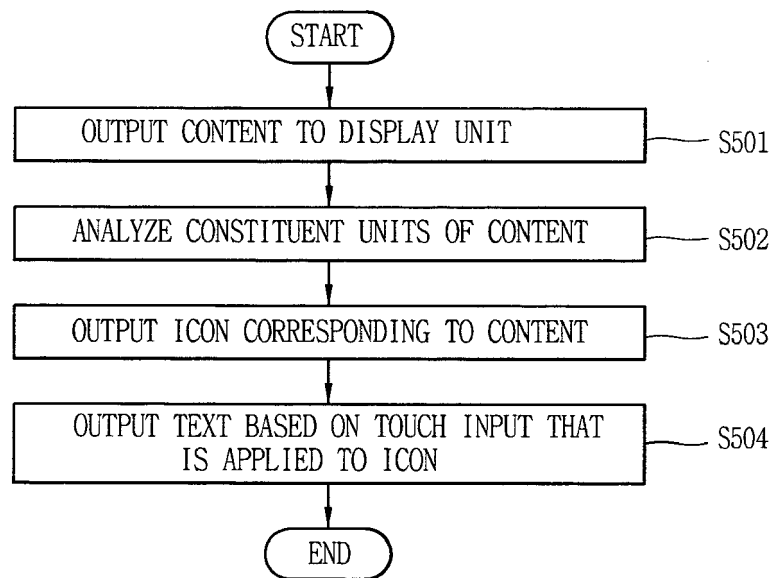 START
OUTPUT CONTENT TO DISPLAY UNIT
S501
ANALYZE CONSTITUENT UNITS OF CONTENT
S502
OUTPUT ICON CORRESPONDING TO CONTENT
S503
OUTPUT TEXT BASED ON TOUCH INPUT THAT
IS APPLIED TO ICON
S504
END